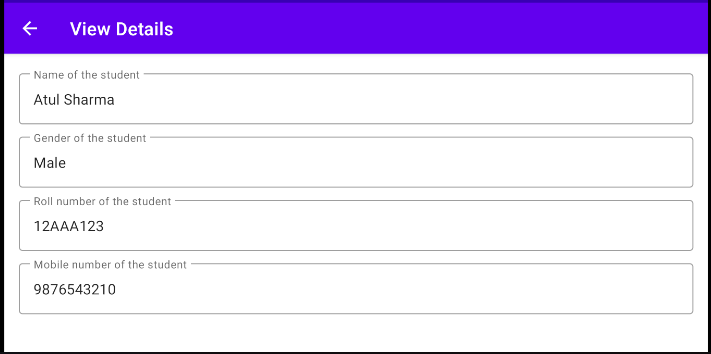 View Details
Name of the student
Atul Sharma
Gender of the student
Male
Roll number of the student
12AAA123
Mobile number of the student
9876543210